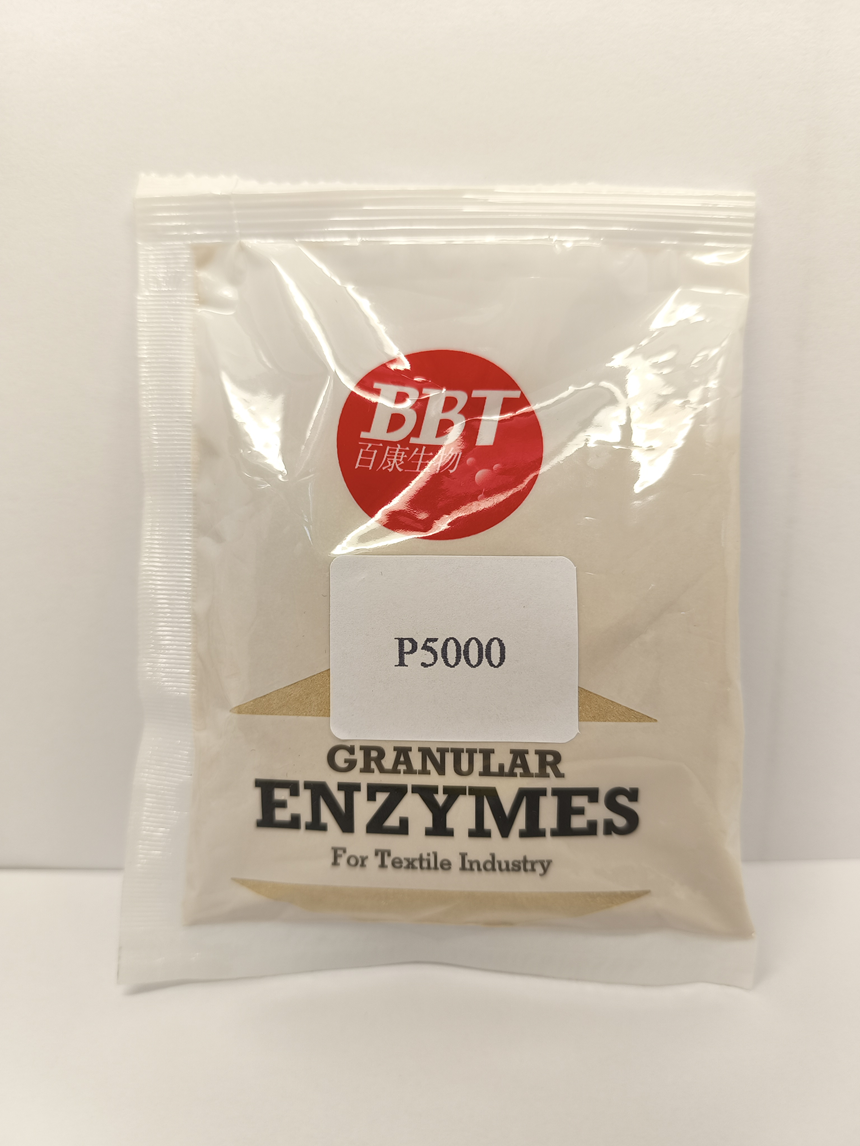 BBT
百康生物
P5000
GRANULAR
ENZYMES
For Textile Industry